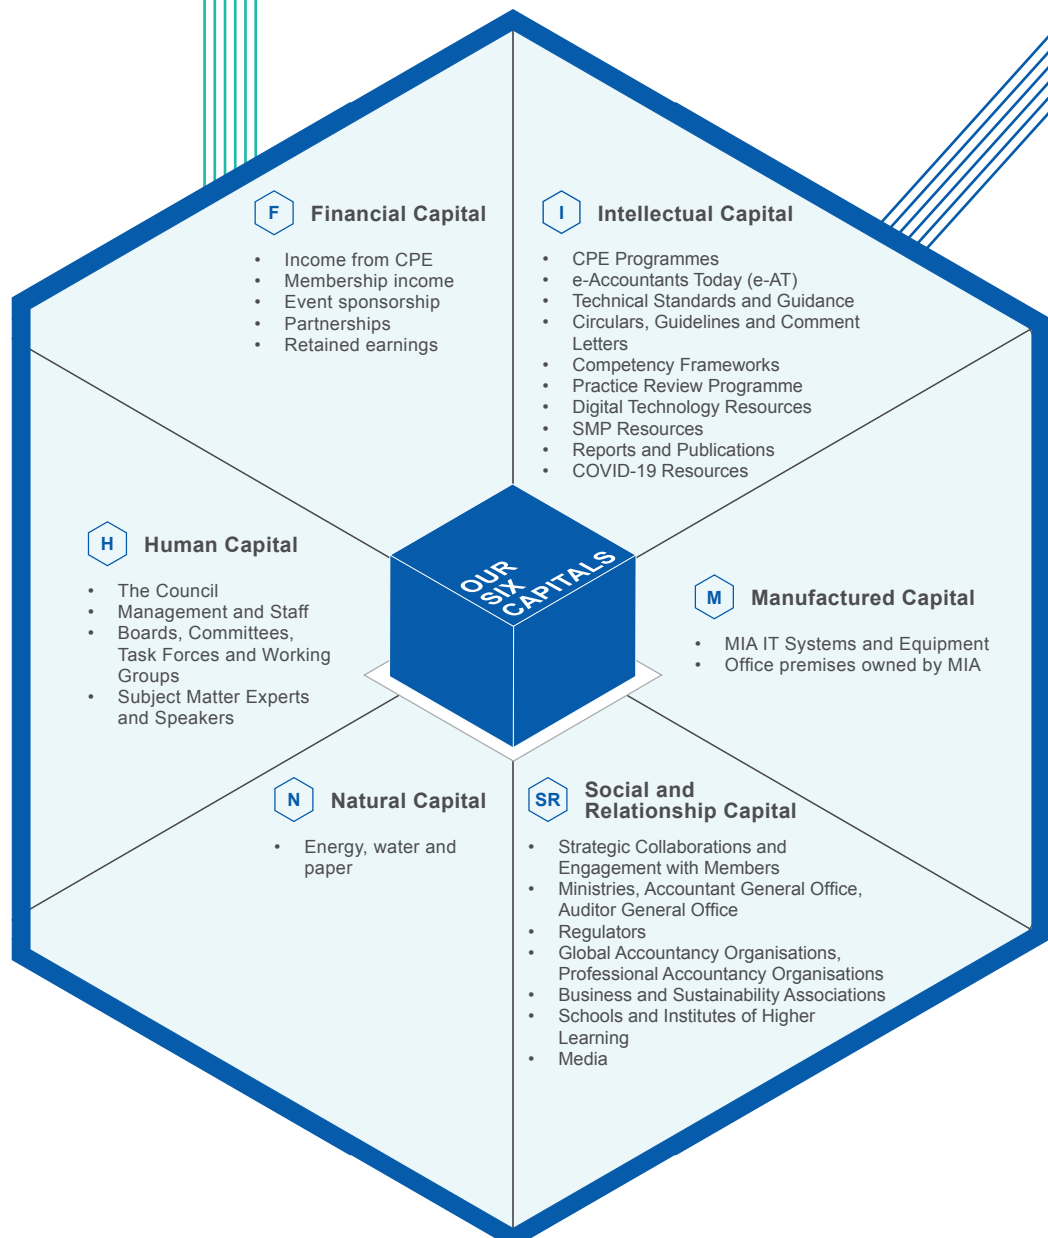 F
Financial Capital
• Income from CPE
• Membership income
• Event sponsorship
• Partnerships
• Retained earnings
I
Intellectual Capital
• CPE Programmes
• e-Accountants Today (e-AT)
• Technical Standards and Guidance
• Circulars, Guidelines and Comment
Letters
• Competency Frameworks
• Practice Review Programme
• Digital Technology Resources
• SMP Resources
• Reports and Publications
• COVID-19 Resources
H
Human Capital
• The Council
• Management and Staff
• Boards, Committees,
Task Forces and Working
Groups
• Subject Matter Experts
and Speakers
OUR
SIX
CAPITALS
M
Manufactured Capital
• MIA IT Systems and Equipment
• Office premises owned by MIA
N
Natural Capital
• Energy, water and
paper
SR
Social and
Relationship Capital
• Strategic Collaborations and
Engagement with Members
• Ministries, Accountant General Office,
Auditor General Office
• Regulators
• Global Accountancy Organisations,
Professional Accountancy Organisations
• Business and Sustainability Associations
• Schools and Institutes of Higher
Learning
• Media